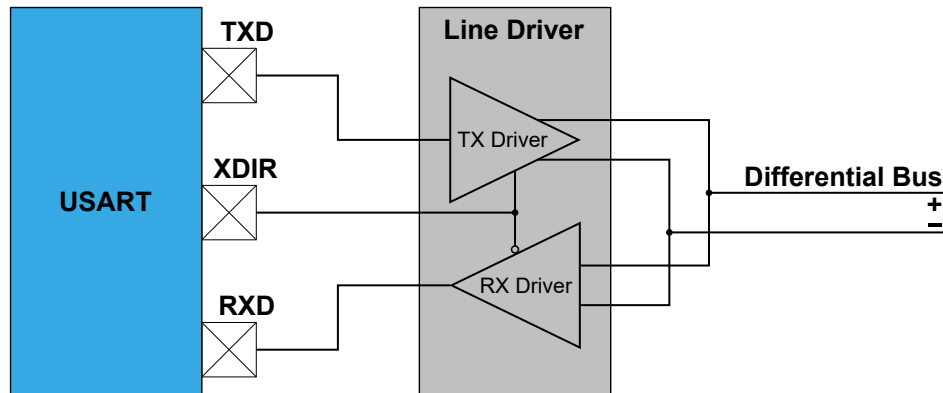 TXD
Line Driver
TX Driver
XDIR
USART
Differential Bus
+
−
RX Driver
RXD